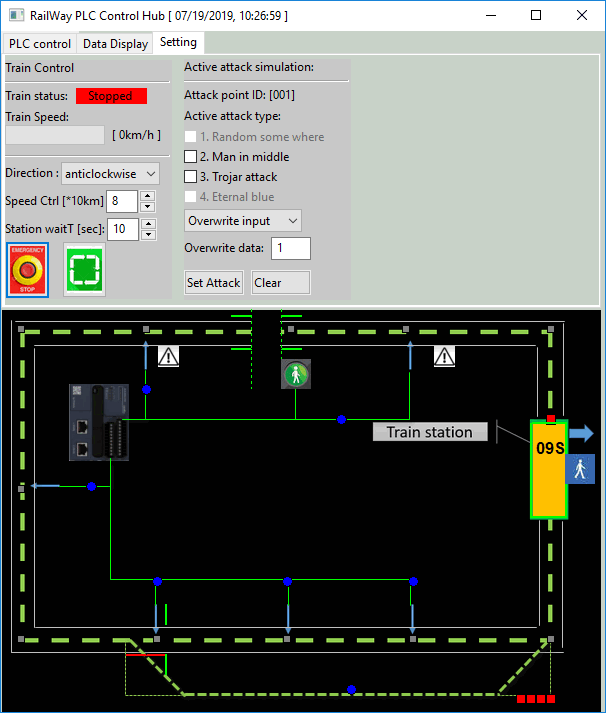 RailWay PLC Control Hub [ 07/19/2019, 10:26:59 ]
PLC control
Data Display
Setting
Train Control
Train status: Stopped
Train Speed:
[ 0km/h ]
Direction : anticlockwise
Speed Ctrl [*10km] 8
Station waitT [sec]: 10
EMERGENCY
STOP
Active attack simulation:
Attack point ID: [001]
Active attack type:
1. Random some where
2. Man in middle
3. Trojar attack
4. Eternal blue
Overwrite input
Overwrite data: 1
Set Attack
Clear
Train station
09S